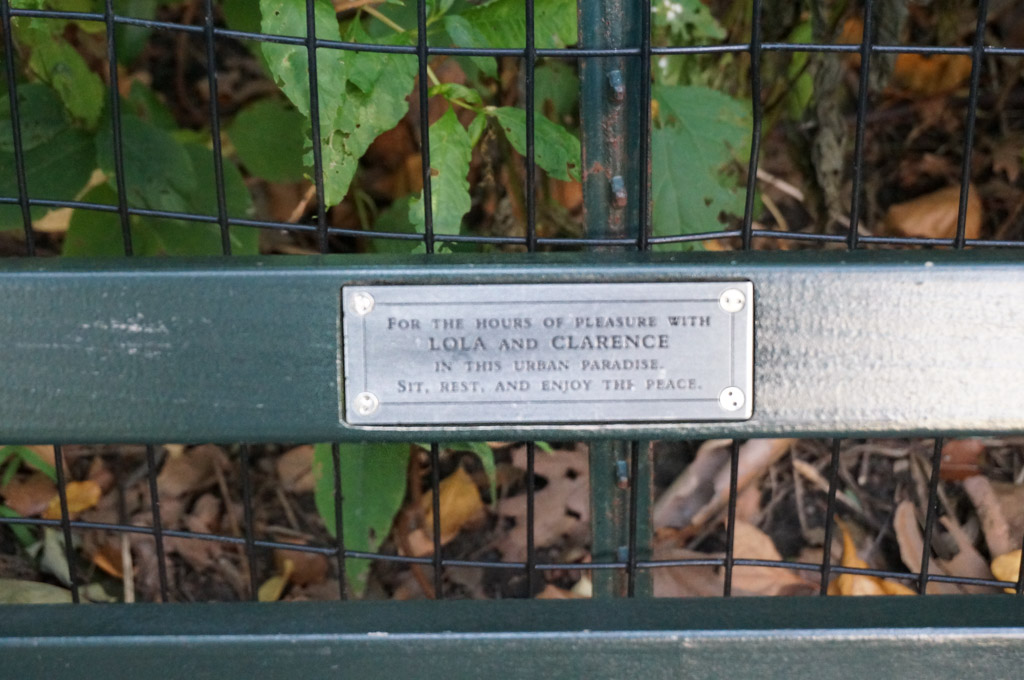 FOR THE HOURS OF PLEASURE WITH
LOLA AND CLARENCE
IN THIS URBAN PARADISE.
SIT, REST, AND ENJOY THE PEACE.